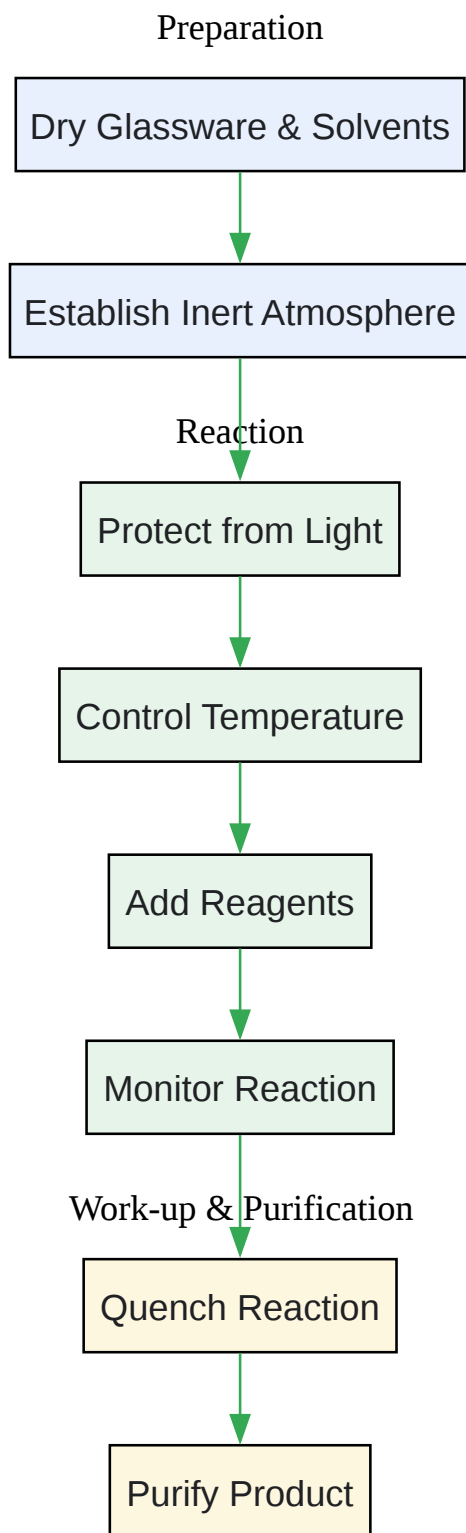 Preparation
Dry Glassware & Solvents
Establish Inert Atmosphere
Reaction
Protect from Light
Control Temperature
Add Reagents
Monitor Reaction
Work-up & Purification
Quench Reaction
Purify Product